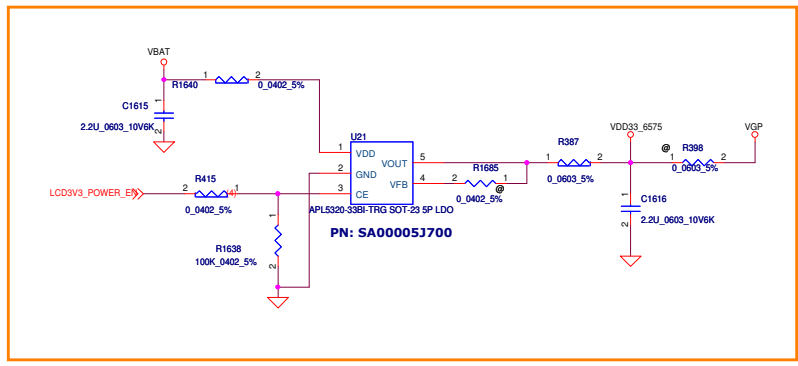 VBAT
1 2
R1640 0_0402_5%
C1615
2.2U_0603_10V6K
1
2
U21
1 VDD
2 GND
3 CE
VOUT 5
VFB 4
APL5320-33BI-TRG SOT-23 5P LDO
PN: SA00005J700
LCD3V3_POWER_EN
R415
2 1
(4)
0_0402_5%
1
R1638
100K_0402_5%
2
R1685
2 1
@
0_0402_5%
R387
1 2
0_0603_5%
VDD33_6575
VGP
@
R398
1 2
0_0603_5%
1
C1616
2.2U_0603_10V6K
2